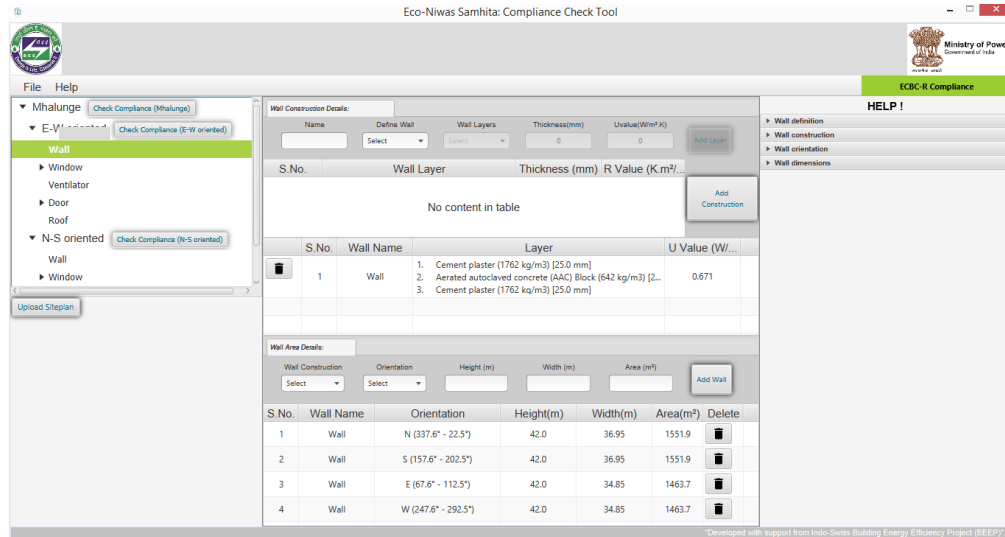 Eco-Niwas Samhita: Compliance Check Tool
Ministry of Powe
Government of India
File Help
ECBC-R Compliance
Mhalunge Check Compliance (Mhalunge)
E-W oriented Check Compliance (E-W oriented)
Wall
Window
Ventilator
Door
Roof
N-S oriented Check Compliance (N-S oriented)
Wall
Window
Upload Siteplan
Wall Construction Details:
Name Define Wall Wall Layers Thickness(mm) Uvalue(W/m².K)
Select Select 0 0 Add Layer
S.No. Wall Layer Thickness (mm) R Value (K.m²/...
No content in table
Add
Construction
S.No. Wall Name Layer U Value (W/...
1 Wall 0.671
1. Cement plaster (1762 kg/m3) [25.0 mm]
2. Aerated autoclaved concrete (AAC) Block (642 kg/m3) [2...
3. Cement plaster (1762 kg/m3) [25.0 mm]
Wall Area Details:
Wall Construction Orientation Height (m) Width (m) Area (m²)
Select Select Add Wall
S.No. Wall Name Orientation Height(m) Width(m) Area(m²) Delete
1 Wall N (337.6° - 22.5°) 42.0 36.95 1551.9
2 Wall S (157.6° - 202.5°) 42.0 36.95 1551.9
3 Wall E (67.6° - 112.5°) 42.0 34.85 1463.7
4 Wall W (247.6° - 292.5°) 42.0 34.85 1463.7
HELP !
Wall definition
Wall construction
Wall orientation
Wall dimensions
"Developed with support from Indo-Swiss Building Energy Efficiency Project (BEEP)"